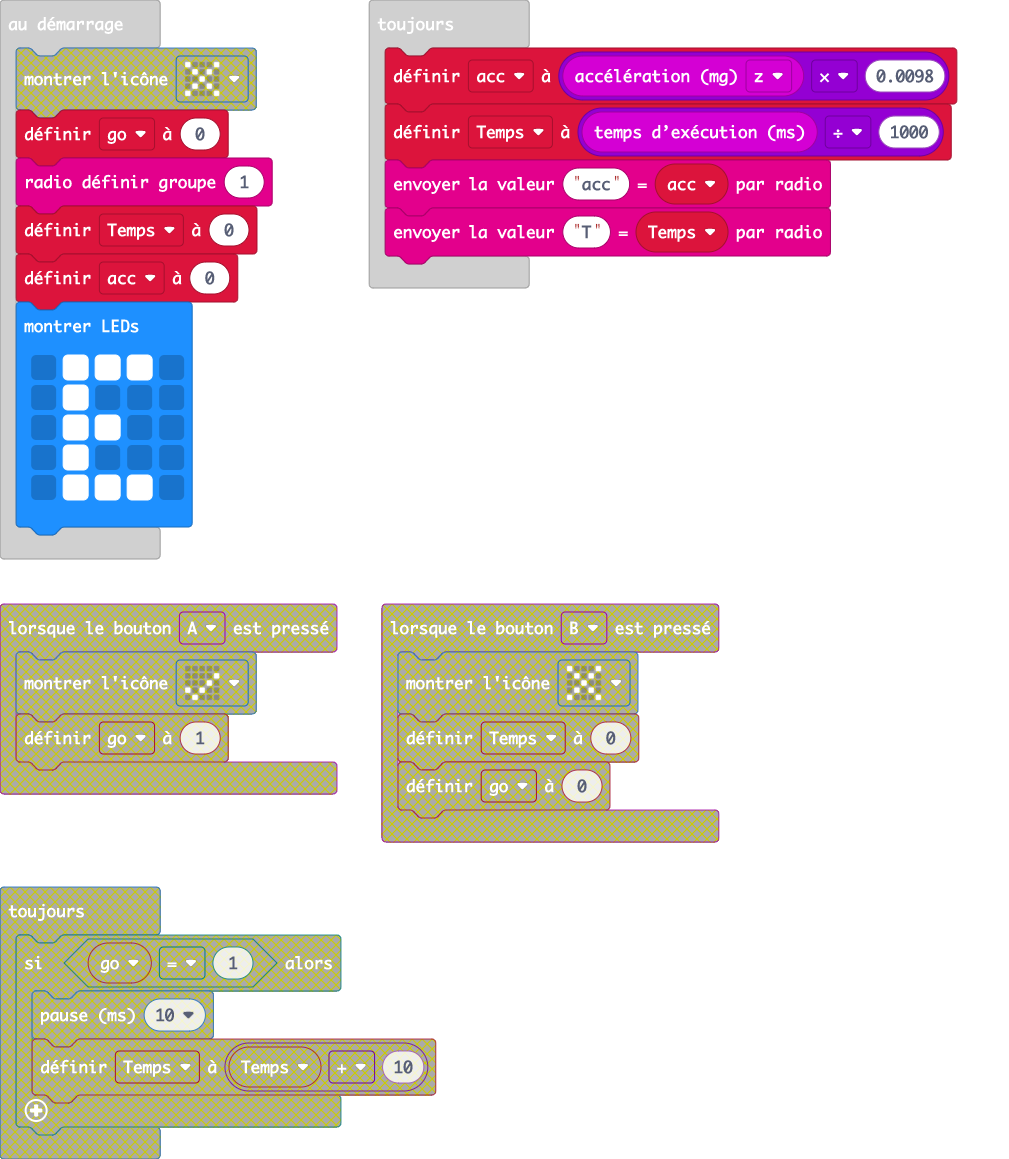 au démarrage
montrer l'icône
définir go à 0
radio définir groupe 1
définir Temps à 0
définir acc à 0
montrer LEDs
toujours
définir acc à accélération (mg) z × 0.0098
définir Temps à temps d’exécution (ms) ÷ 1000
envoyer la valeur "acc" = acc par radio
envoyer la valeur "T" = Temps par radio
lorsque le bouton A est pressé
montrer l'icône
définir go à 1
lorsque le bouton B est pressé
montrer l'icône
définir Temps à 0
définir go à 0
toujours
si go = 1 alors
pause (ms) 10
définir Temps à Temps + 10